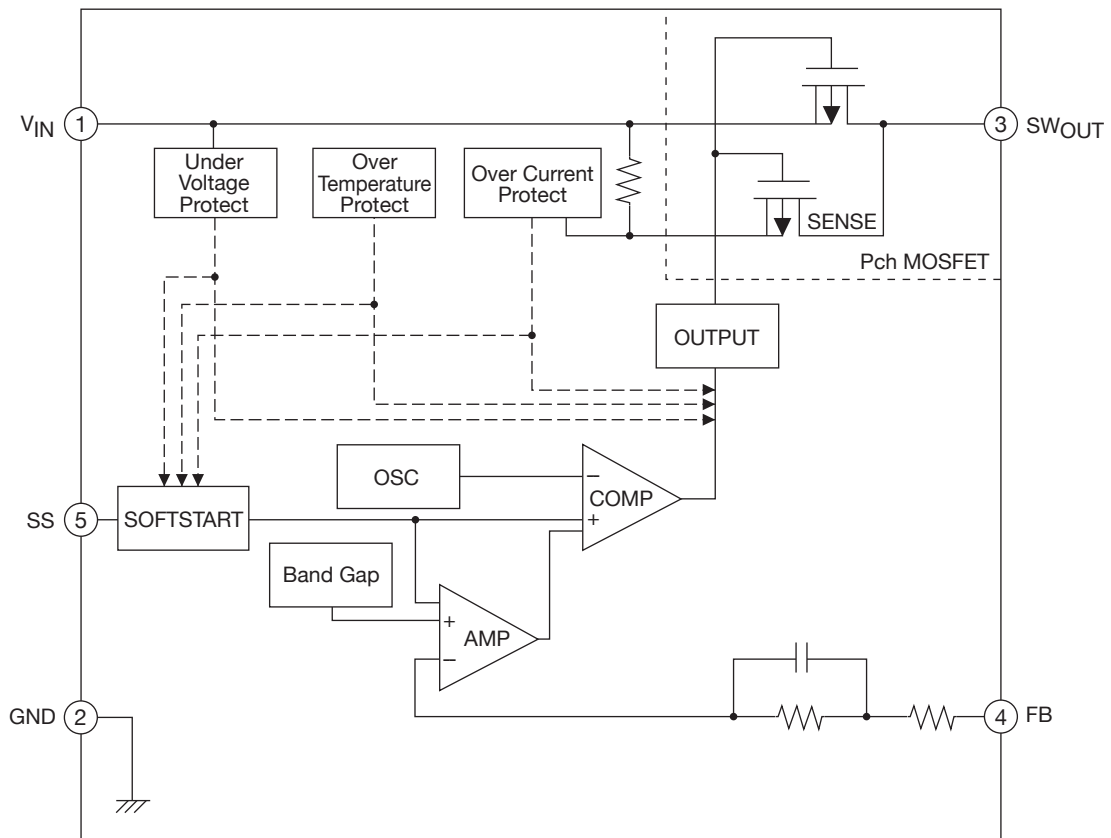 VIN
1
3
SWOUT
Under
Voltage
Protect
Over
Temperature
Protect
Over Current
Protect
SENSE
Pch MOSFET
OUTPUT
OSC
−
COMP
+
SS
5
SOFTSTART
Band Gap
+
AMP
−
GND
2
4
FB